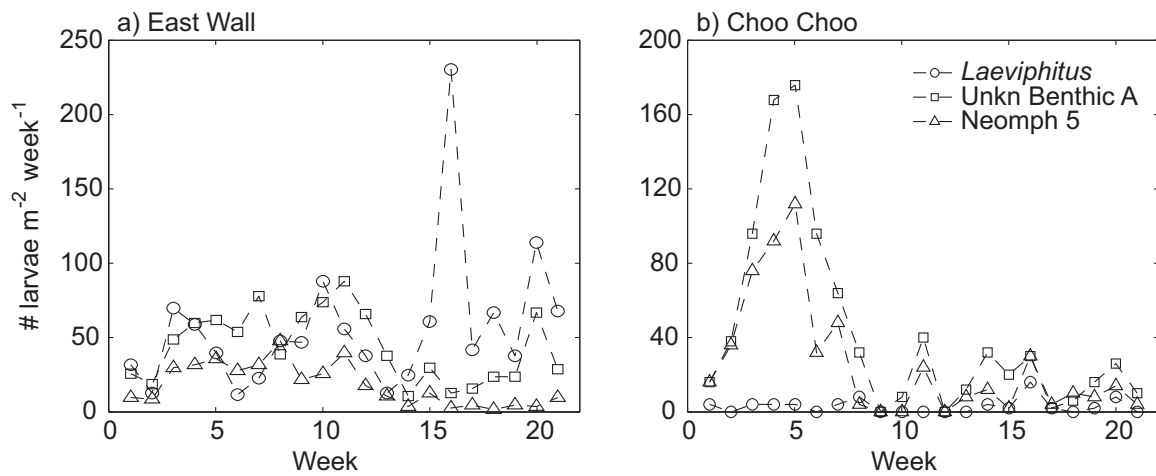 a) East Wall
250
200
150
100
50
0
0
5
10
15
20
Week
# larvae m⁻² week⁻¹
b) Choo Choo
200
160
120
80
40
0
0
5
10
15
20
Week
Laeviphitus
Unkn Benthic A
Neomph 5